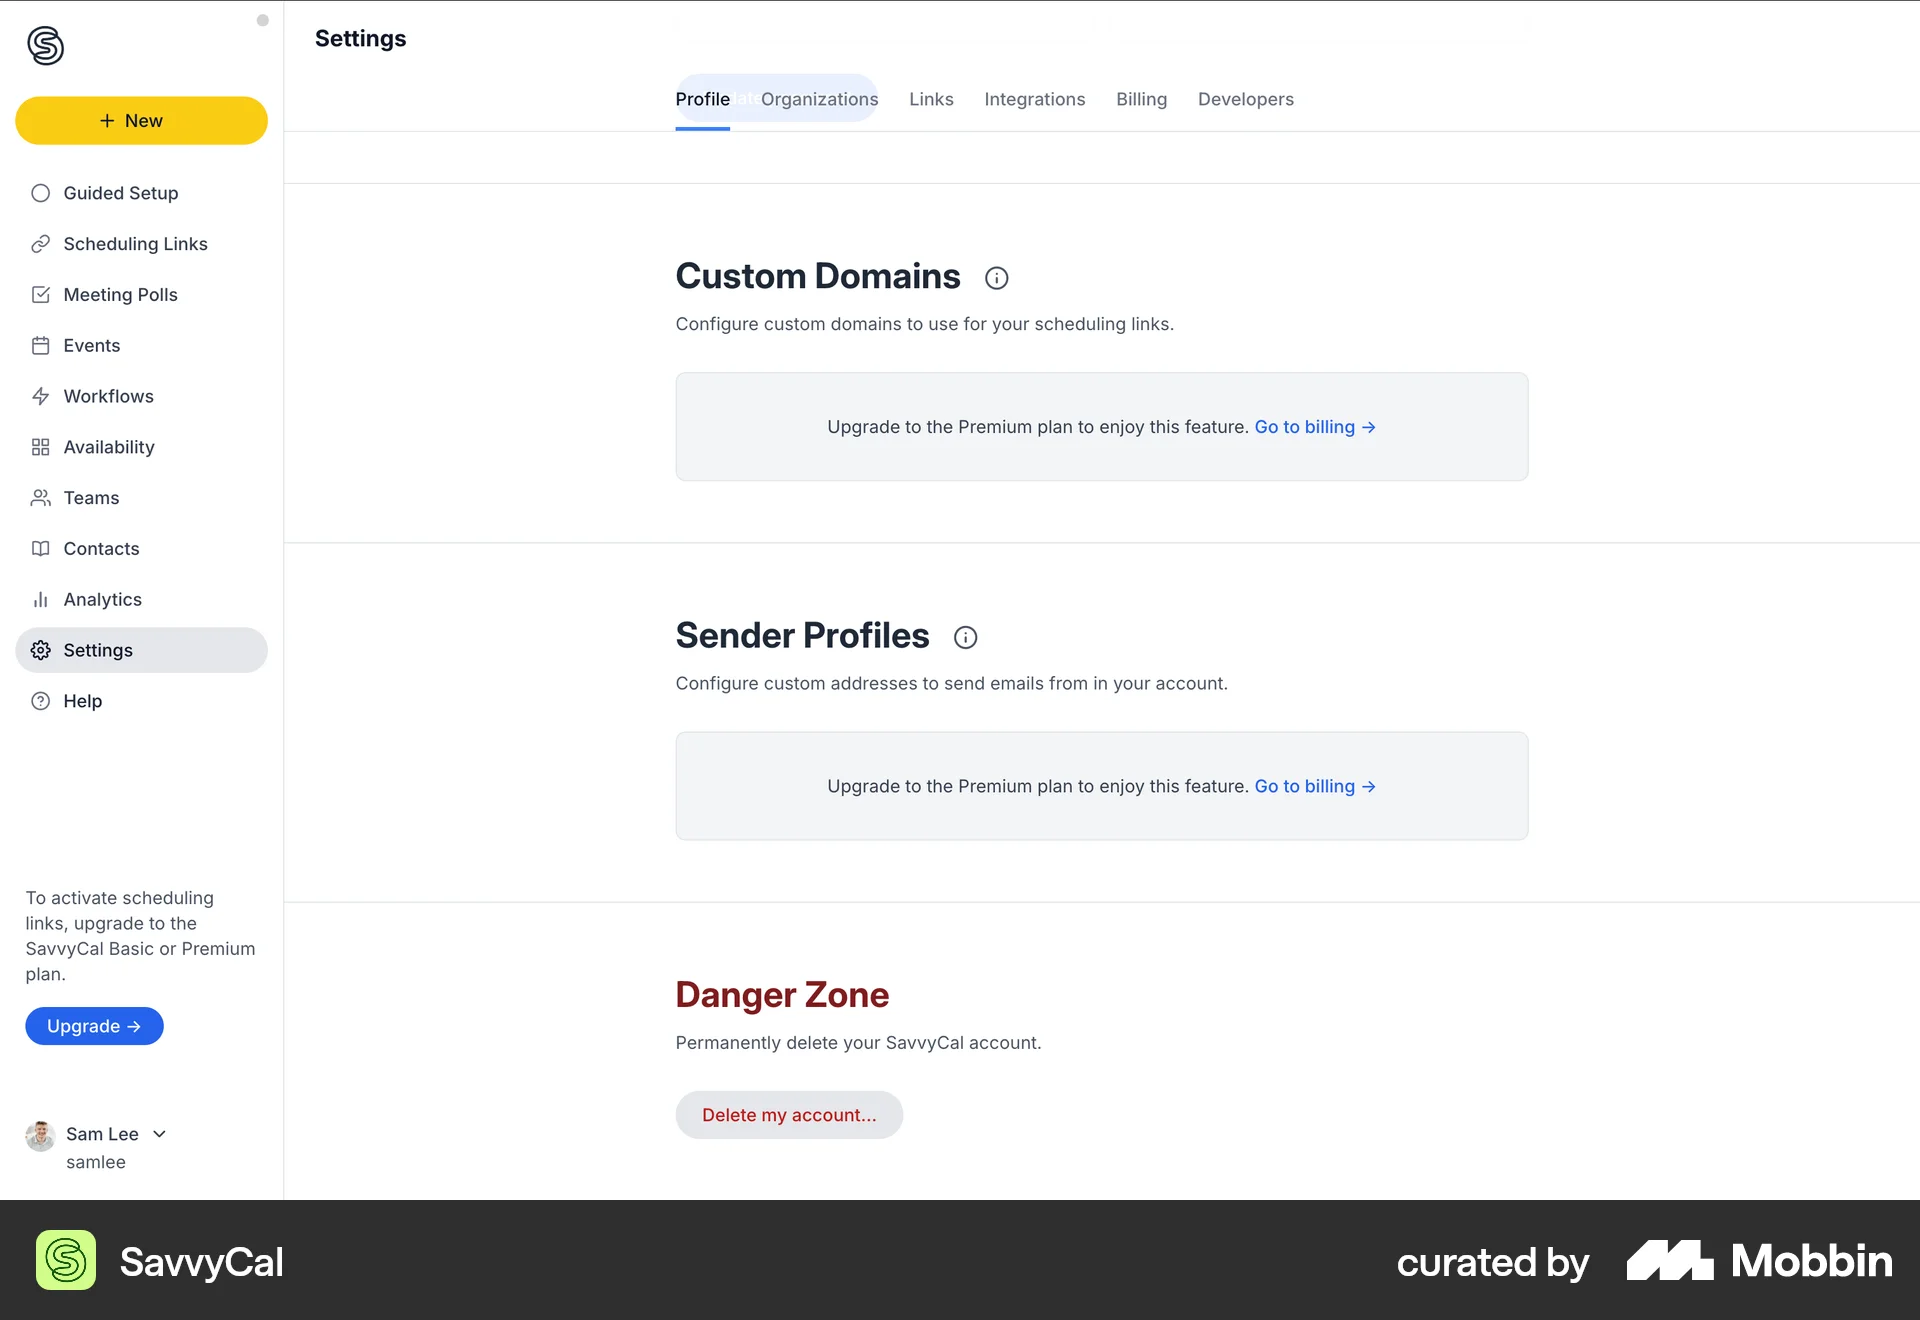 Settings
Profile
Organizations
Links
Integrations
Billing
Developers
New
Guided Setup
Scheduling Links
Meeting Polls
Events
Workflows
Availability
Teams
Contacts
Analytics
Settings
Help
To activate scheduling
links, upgrade to the
SavvyCal Basic or Premium
plan.
Upgrade →
Sam Lee
samlee
Custom Domains
Configure custom domains to use for your scheduling links.
Upgrade to the Premium plan to enjoy this feature. Go to billing →
Sender Profiles
Configure custom addresses to send emails from in your account.
Upgrade to the Premium plan to enjoy this feature. Go to billing →
Danger Zone
Permanently delete your SavvyCal account.
Delete my account...
SavvyCal
curated by Mobbin